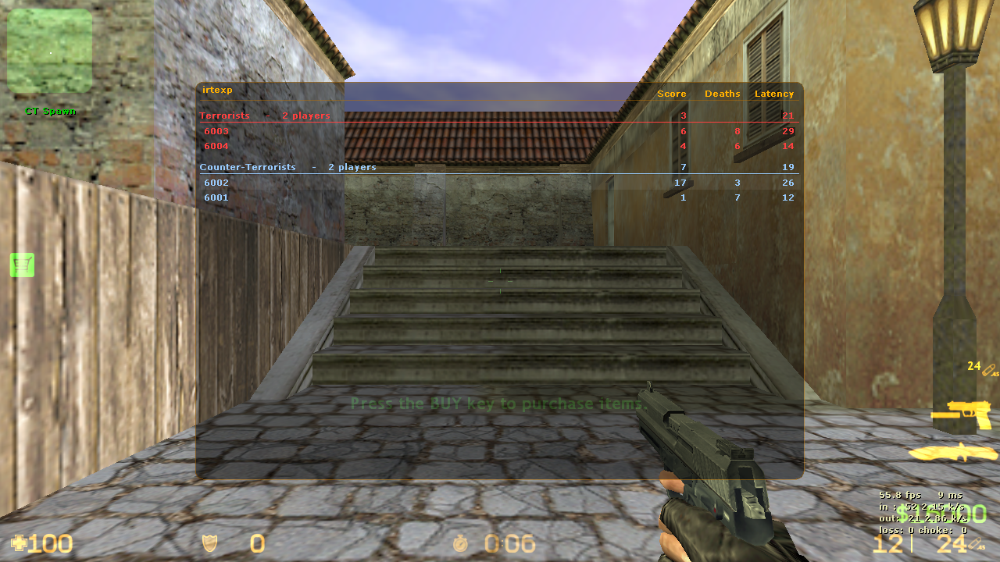 irtexp Score Deaths Latency
CT Spawn
Terrorists - 2 players 3 21
6003 6 8 29
6004 4 6 14
Counter-Terrorists - 2 players 7 19
6002 17 3 26
6001 1 7 12
24 .45
Press the BUY key to purchase items.
55.8 fps 9 ms
in : 52 2.15 k/s
out: 21 2.86 k/s
loss: 0 choke: 0
100 0 0:06 12 | 24 .45